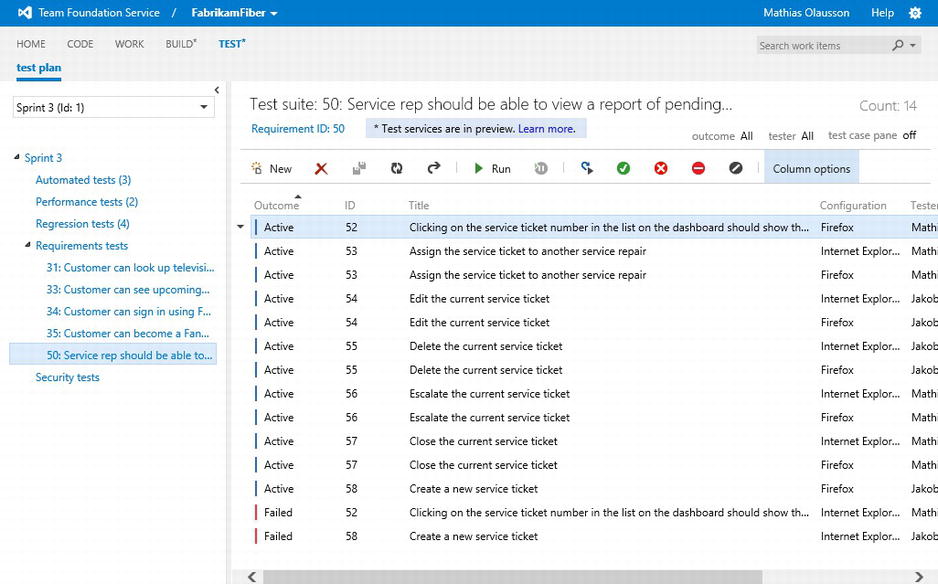 Team Foundation Service / FabrikamFiber Mathias Olausson Help
HOME CODE WORK BUILD* TEST* Search work items
test plan
Sprint 3 (Id: 1)
Test suite: 50: Service rep should be able to view a report of pending... Count: 14
Requirement ID: 50 * Test services are in preview. Learn more.
outcome All tester All test case pane off
New Run Column options
Sprint 3
Automated tests (3)
Performance tests (2)
Regression tests (4)
Requirements tests
31: Customer can look up televisi...
33: Customer can see upcoming...
34: Customer can sign in using F...
35: Customer can become a Fan...
50: Service rep should be able to...
Security tests
Outcome ID Title Configuration Tester
Active 52 Clicking on the service ticket number in the list on the dashboard should show th... Firefox Mathi
Active 53 Assign the service ticket to another service repair Internet Explor... Mathi
Active 53 Assign the service ticket to another service repair Firefox Mathi
Active 54 Edit the current service ticket Internet Explor... Jakob
Active 54 Edit the current service ticket Firefox Jakob
Active 55 Delete the current service ticket Internet Explor... Jakob
Active 55 Delete the current service ticket Firefox Jakob
Active 56 Escalate the current service ticket Internet Explor... Mathi
Active 56 Escalate the current service ticket Firefox Mathi
Active 57 Close the current service ticket Internet Explor... Mathi
Active 57 Close the current service ticket Firefox Mathi
Active 58 Create a new service ticket Firefox Jakob
Failed 52 Clicking on the service ticket number in the list on the dashboard should show th... Internet Explor... Mathi
Failed 58 Create a new service ticket Internet Explor... Jakob